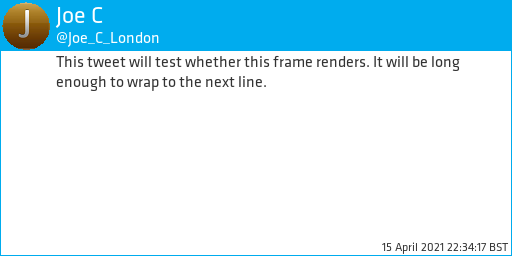 J
Joe C
@Joe_C_London
This tweet will test whether this frame renders. It will be long
enough to wrap to the next line.
15 April 2021 22:34:17 BST